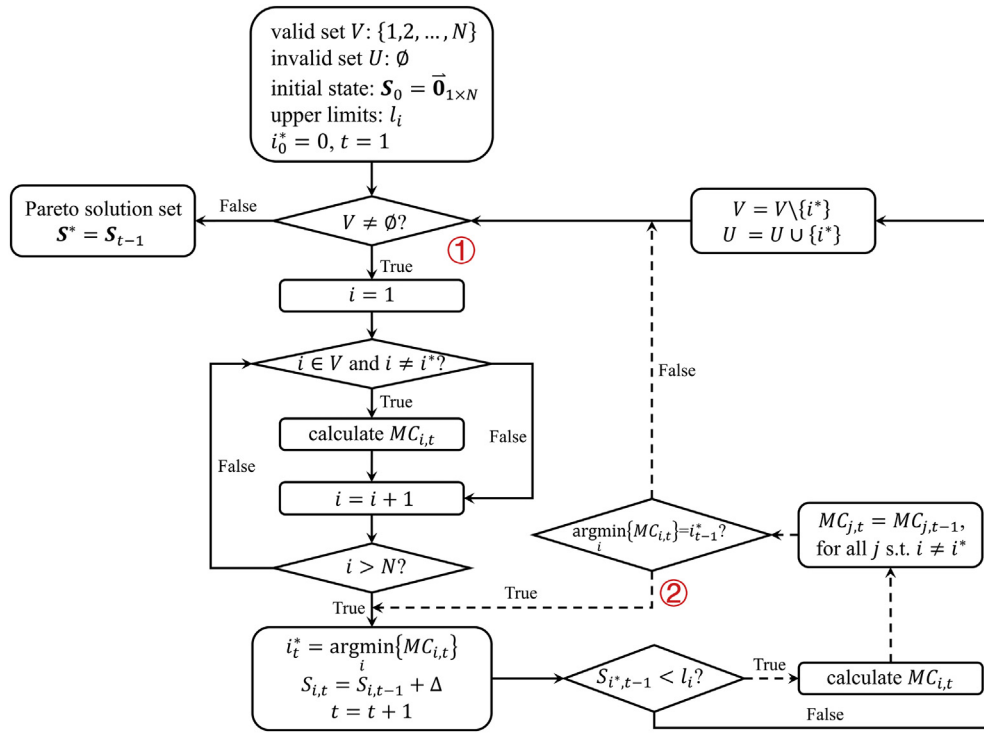 valid set V: {1,2, ..., N}
invalid set U: ∅
initial state: S₀ = 0⃗₁×N
upper limits: lᵢ
i₀* = 0, t = 1
Pareto solution set
S* = Sₜ₋₁
False
V ≠ ∅?
①
V = V\{i*}
U = U ∪ {i*}
True
i = 1
i ∈ V and i ≠ i*?
True
False
calculate MCᵢ,ₜ
False
False
i = i + 1
argmin{MCᵢ,ₜ}=i*ₜ₋₁?
i
MCⱼ,ₜ = MCⱼ,ₜ₋₁,
for all j s.t. i ≠ i*
i > N?
②
True
True
iₜ* = argmin{MCᵢ,ₜ}
i
Sᵢ,ₜ = Sᵢ,ₜ₋₁ + Δ
t = t + 1
Sᵢ*,ₜ₋₁ < lᵢ?
True
calculate MCᵢ,ₜ
False